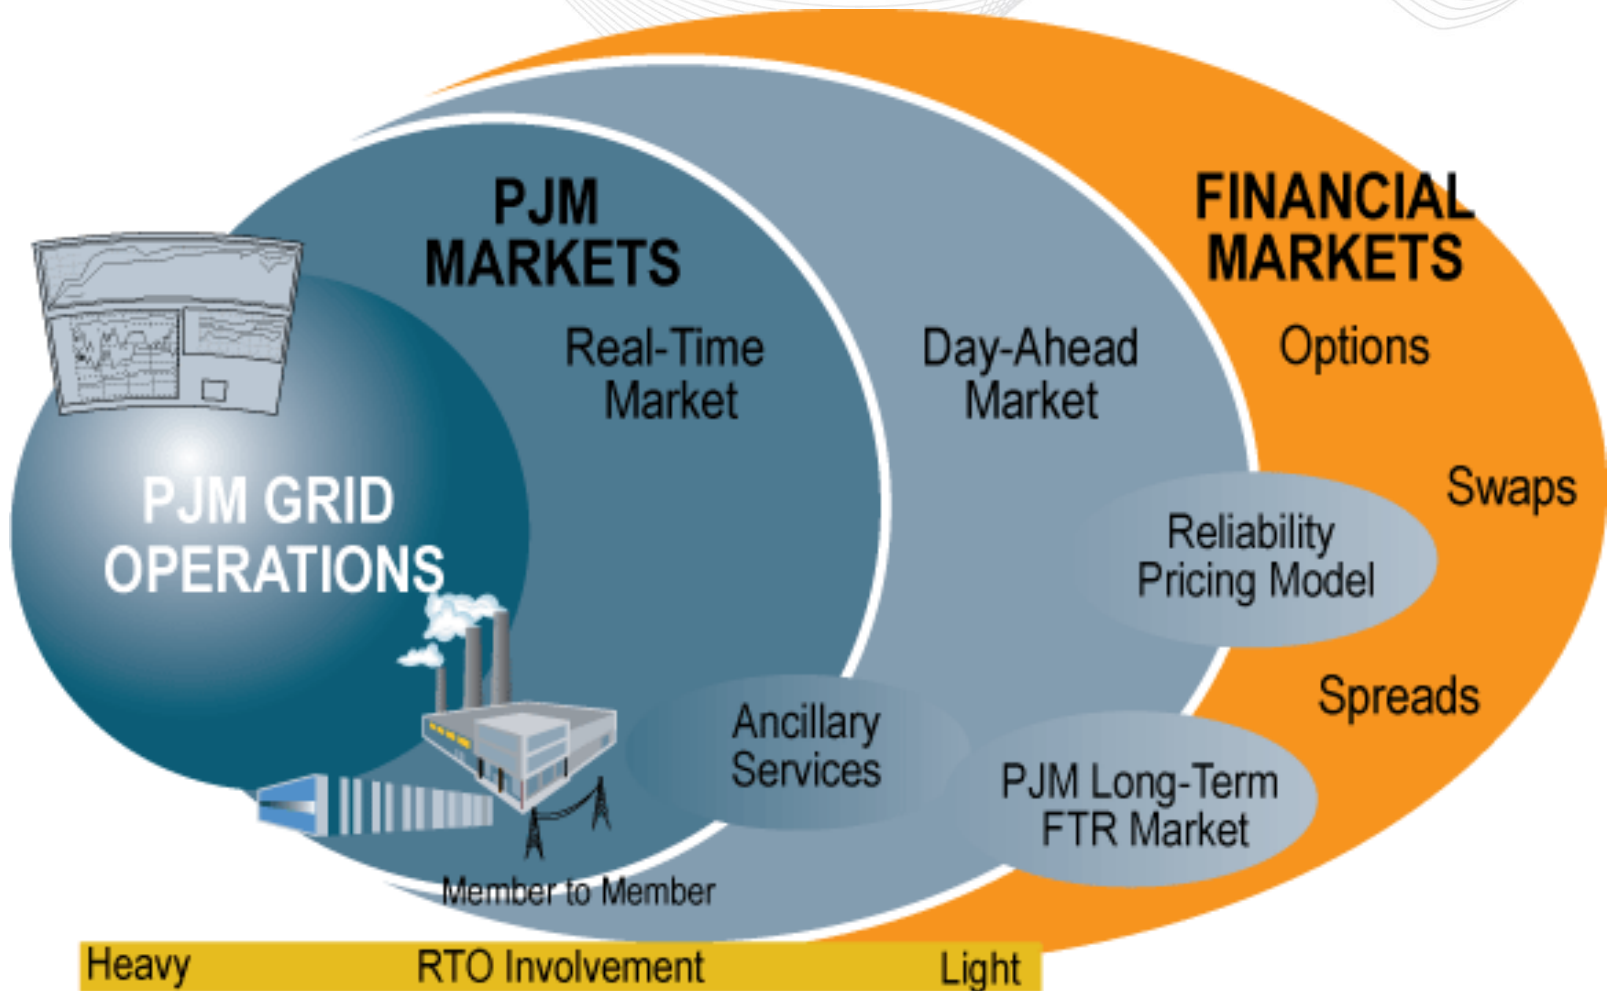 PJM
MARKETS
FINANCIAL
MARKETS
Real-Time
Market
Day-Ahead
Market
Options
PJM GRID
OPERATIONS
Swaps
Reliability
Pricing Model
Spreads
Ancillary
Services
PJM Long-Term
FTR Market
Member to Member
Heavy RTO Involvement Light